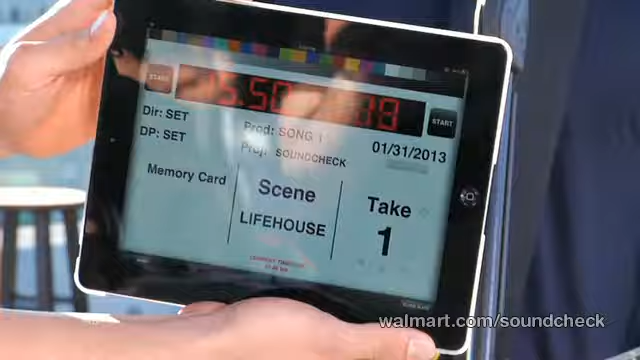 START
START
Dir: SET
Prod: SONG 1
01/31/2013
DP: SET
Proj: SOUNDCHECK
Memory Card
Scene
LIFEHOUSE
Take
1
walmart.com/soundcheck